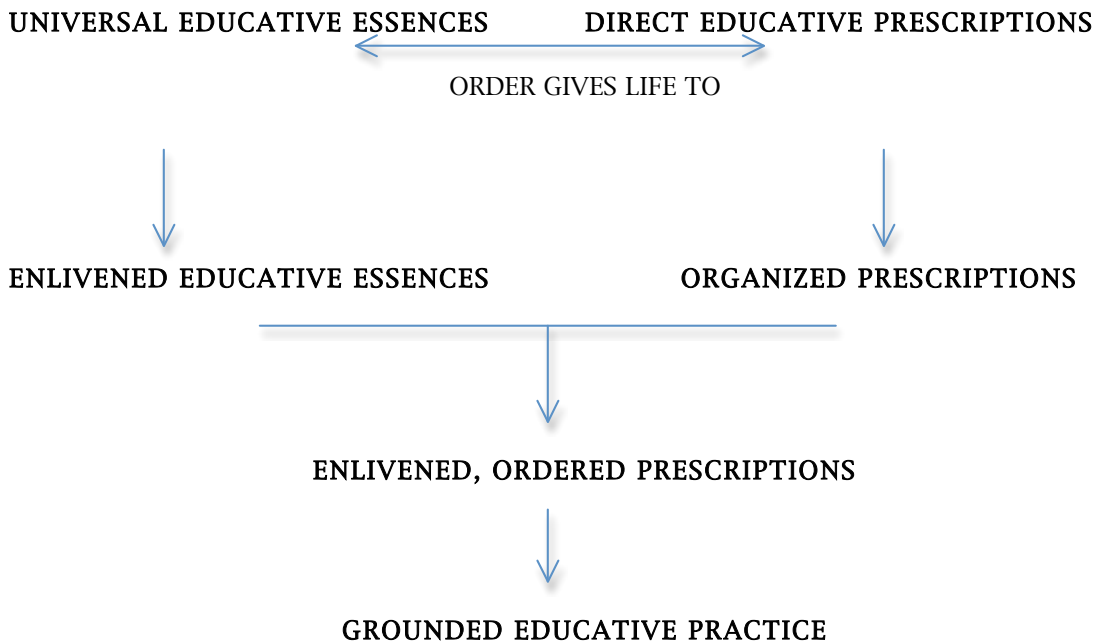 UNIVERSAL EDUCATIVE ESSENCES DIRECT EDUCATIVE PRESCRIPTIONS
ORDER GIVES LIFE TO
ENLIVENED EDUCATIVE ESSENCES ORGANIZED PRESCRIPTIONS
ENLIVENED, ORDERED PRESCRIPTIONS
GROUNDED EDUCATIVE PRACTICE